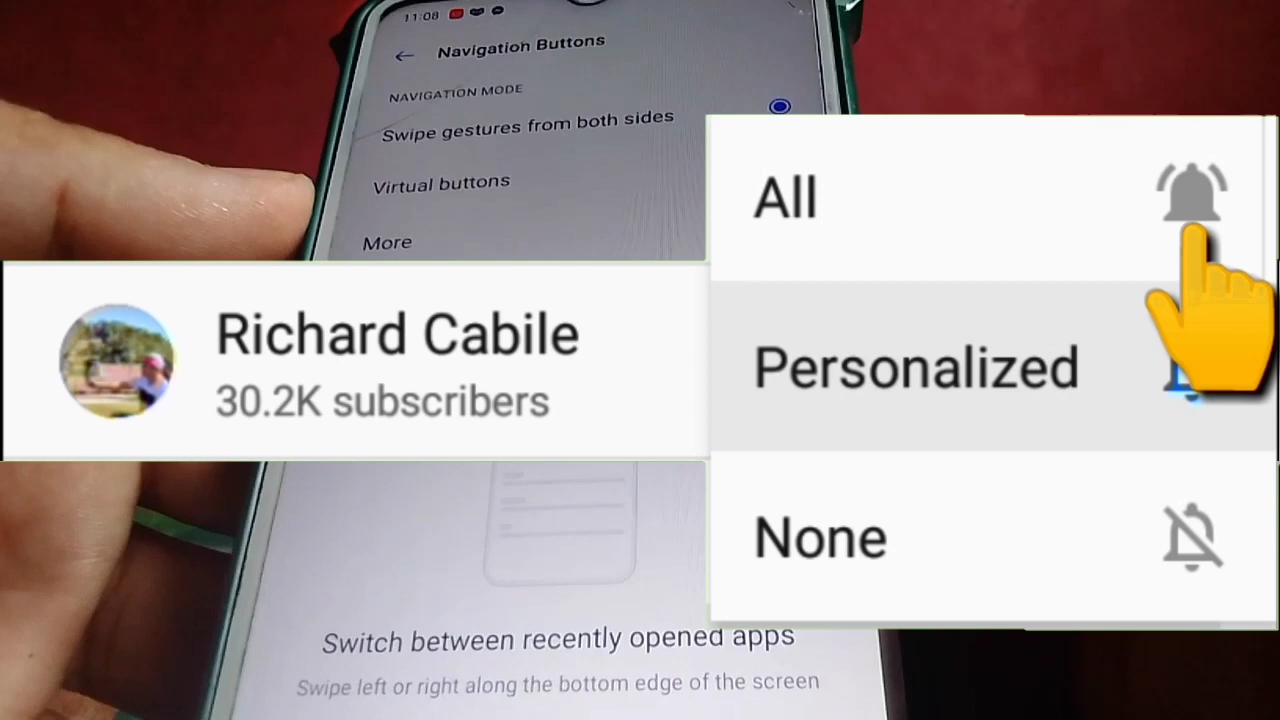 11:08
Navigation Buttons
NAVIGATION MODE
Swipe gestures from both sides
Virtual buttons
More
All
Richard Cabile
30.2K subscribers
Personalized
None
Switch between recently opened apps
Swipe left or right along the bottom edge of the screen